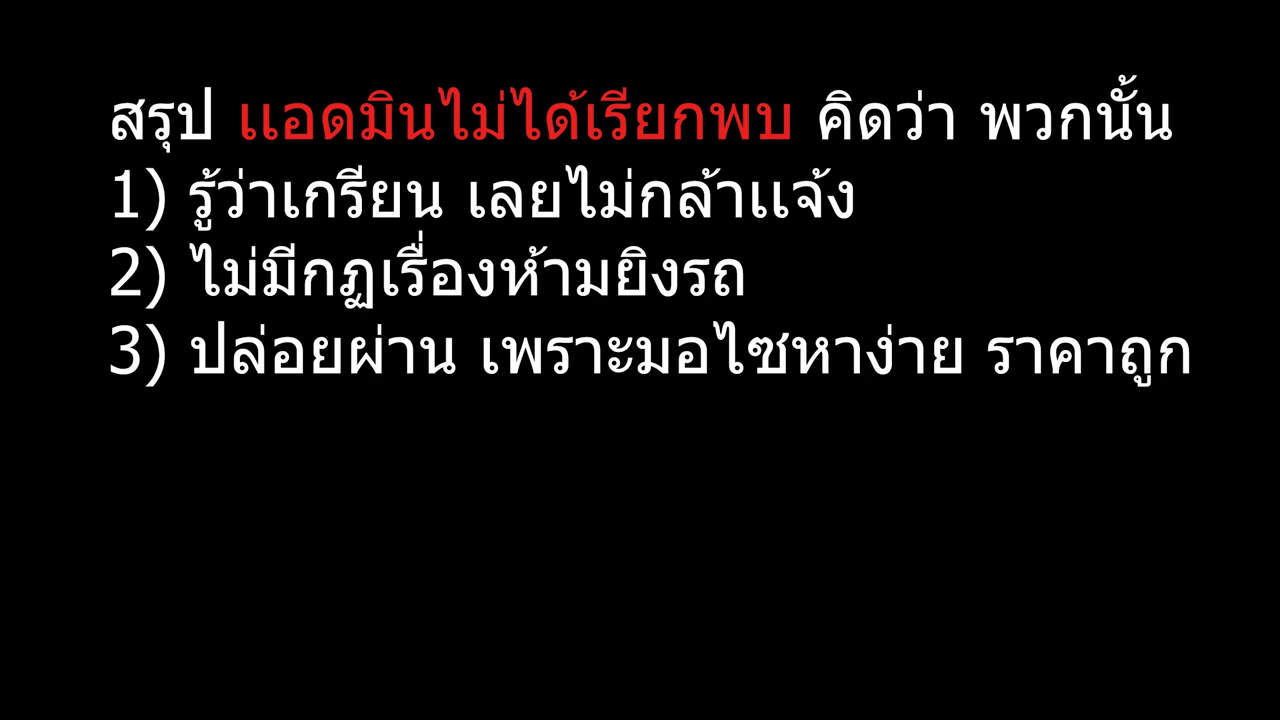 สรุป แอดมินไม่ได้เรียกพบ คิดว่า พวกนั้น
1) รู้ว่าเกรียน เลยไม่กล้าแจ้ง
2) ไม่มีกฏเรื่องห้ามยิงรถ
3) ปล่อยผ่าน เพราะมอไซหาง่าย ราคาถูก